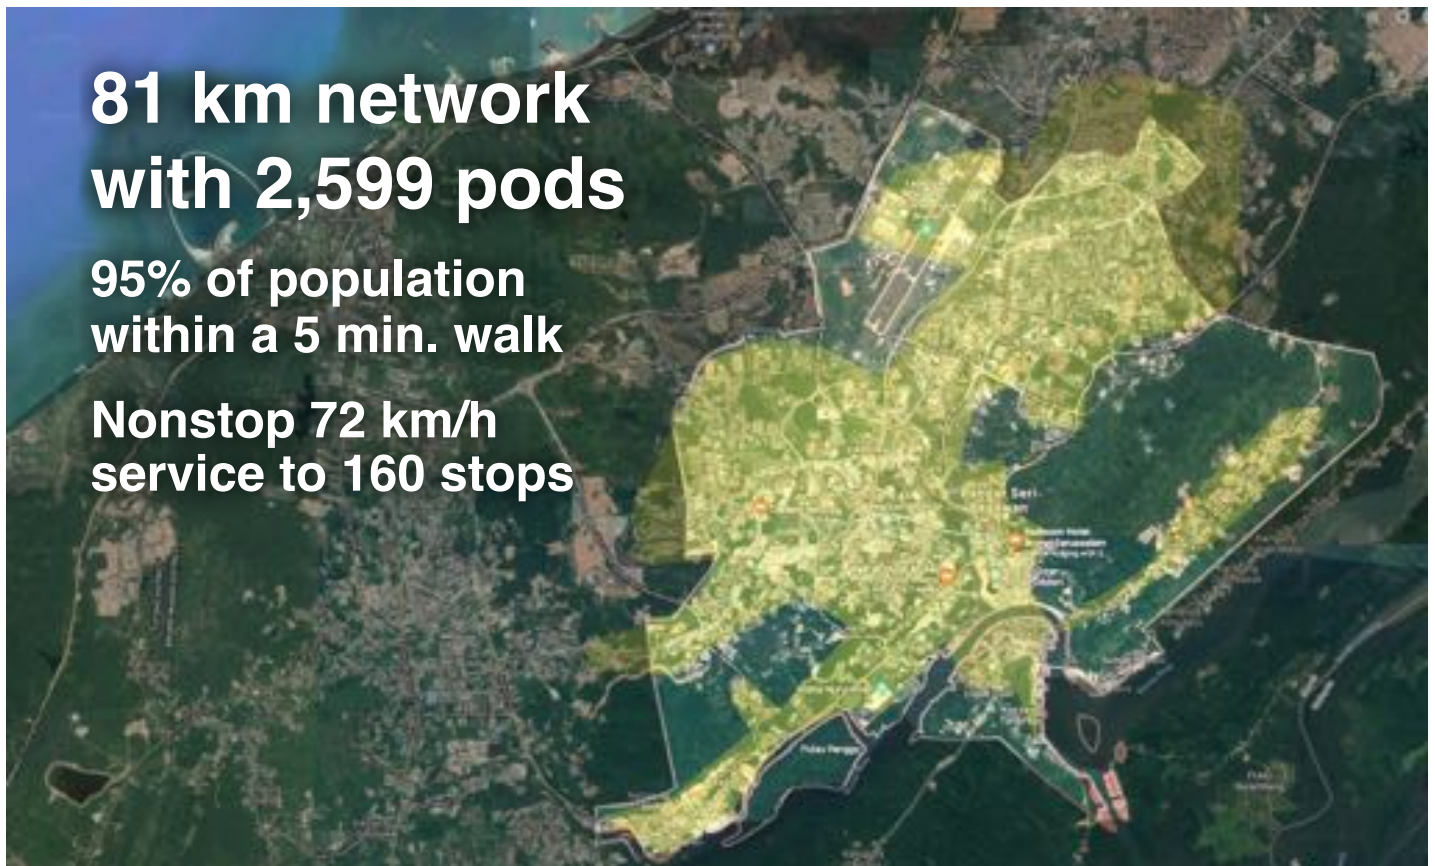 81 km network
with 2,599 pods
95% of population
within a 5 min. walk
Nonstop 72 km/h
service to 160 stops
Seri-